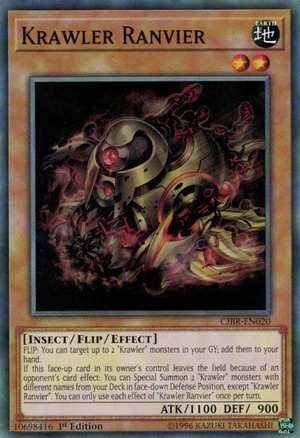 Krawler Ranvier
EARTH
地
CIBR-EN020
[Insect/Flip/Effect]
FLIP: You can target up to 2 "Krawler" monsters in your GY; add them to your hand.
If this face-up card in its owner's control leaves the field because of an opponent's card effect: You can Special Summon 2 "Krawler" monsters with different names from your Deck in face-down Defense Position, except "Krawler Ranvier". You can only use each effect of "Krawler Ranvier" once per turn.
ATK/1100 DEF/ 900
10698416 1st Edition ©1996 KAZUKI TAKAHASHI